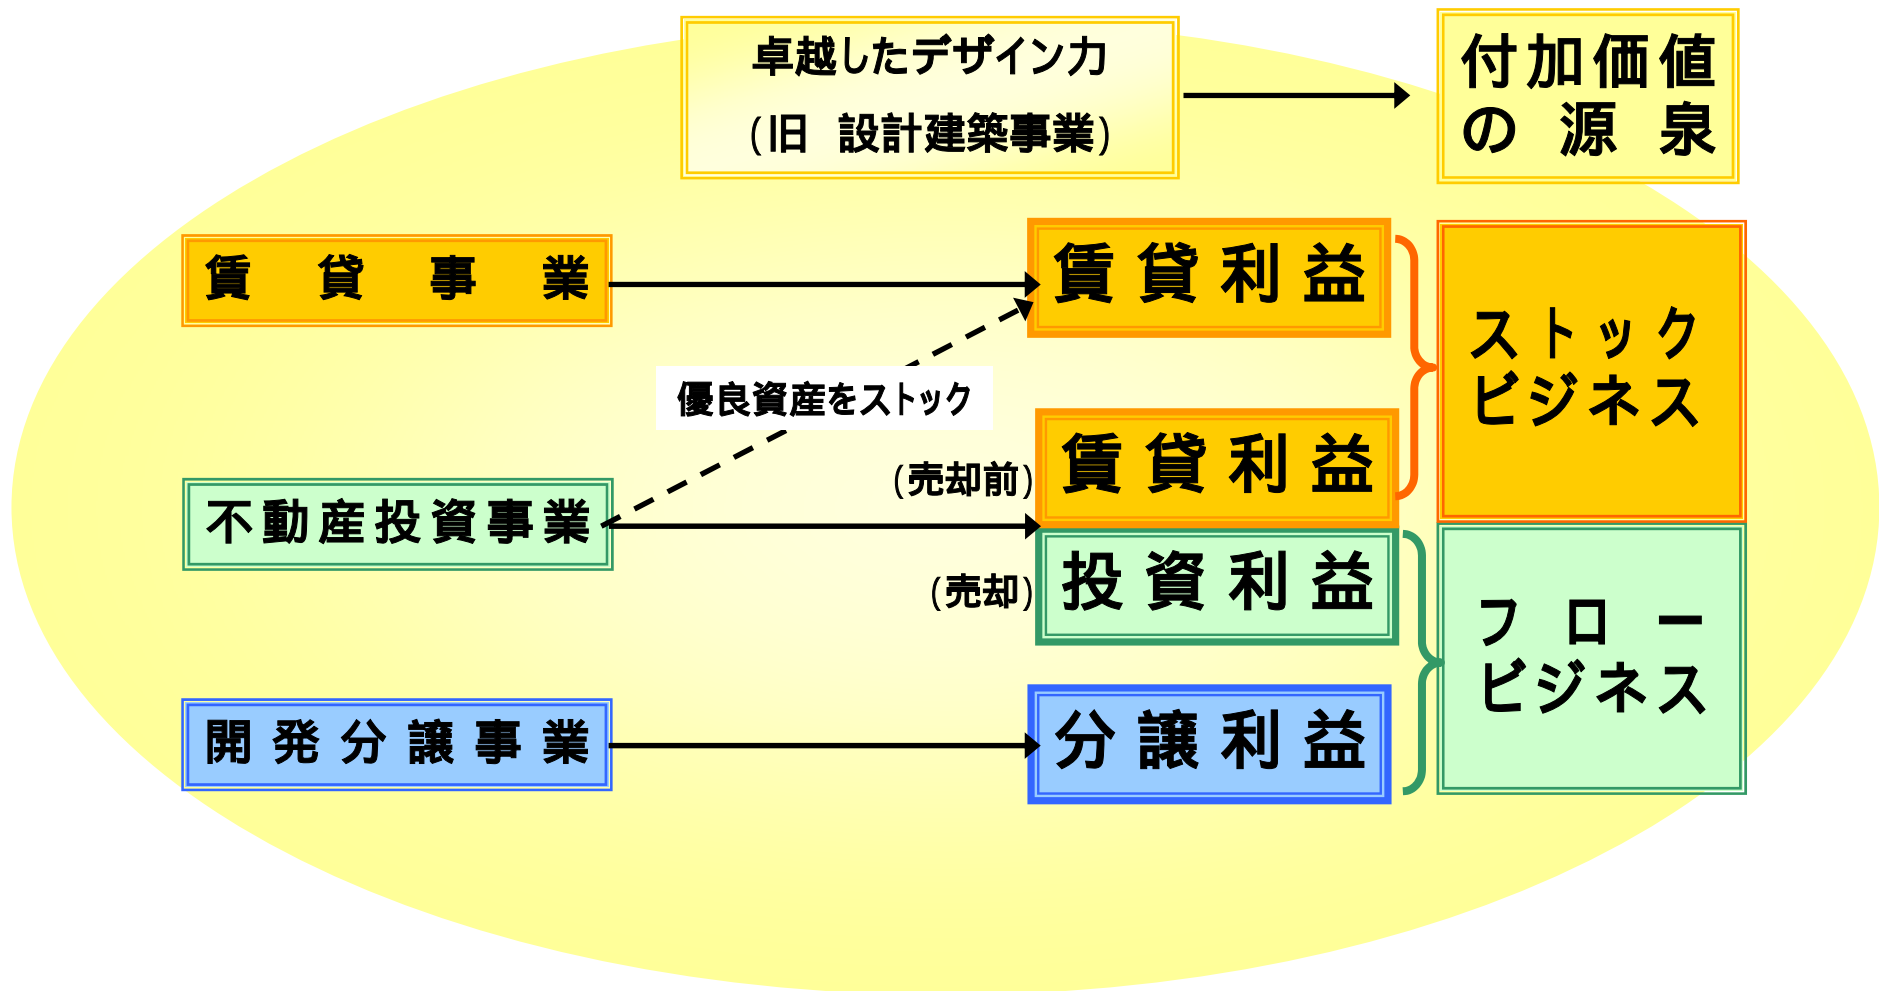 卓越したデザイン力
(旧 設計建築事業)
付加価値
の源泉
賃貸事業
賃貸利益
ストック
ビジネス
優良資産をストック
賃貸利益
(売却前)
不動産投資事業
投資利益
(売却)
フロー
ビジネス
開発分譲事業
分譲利益